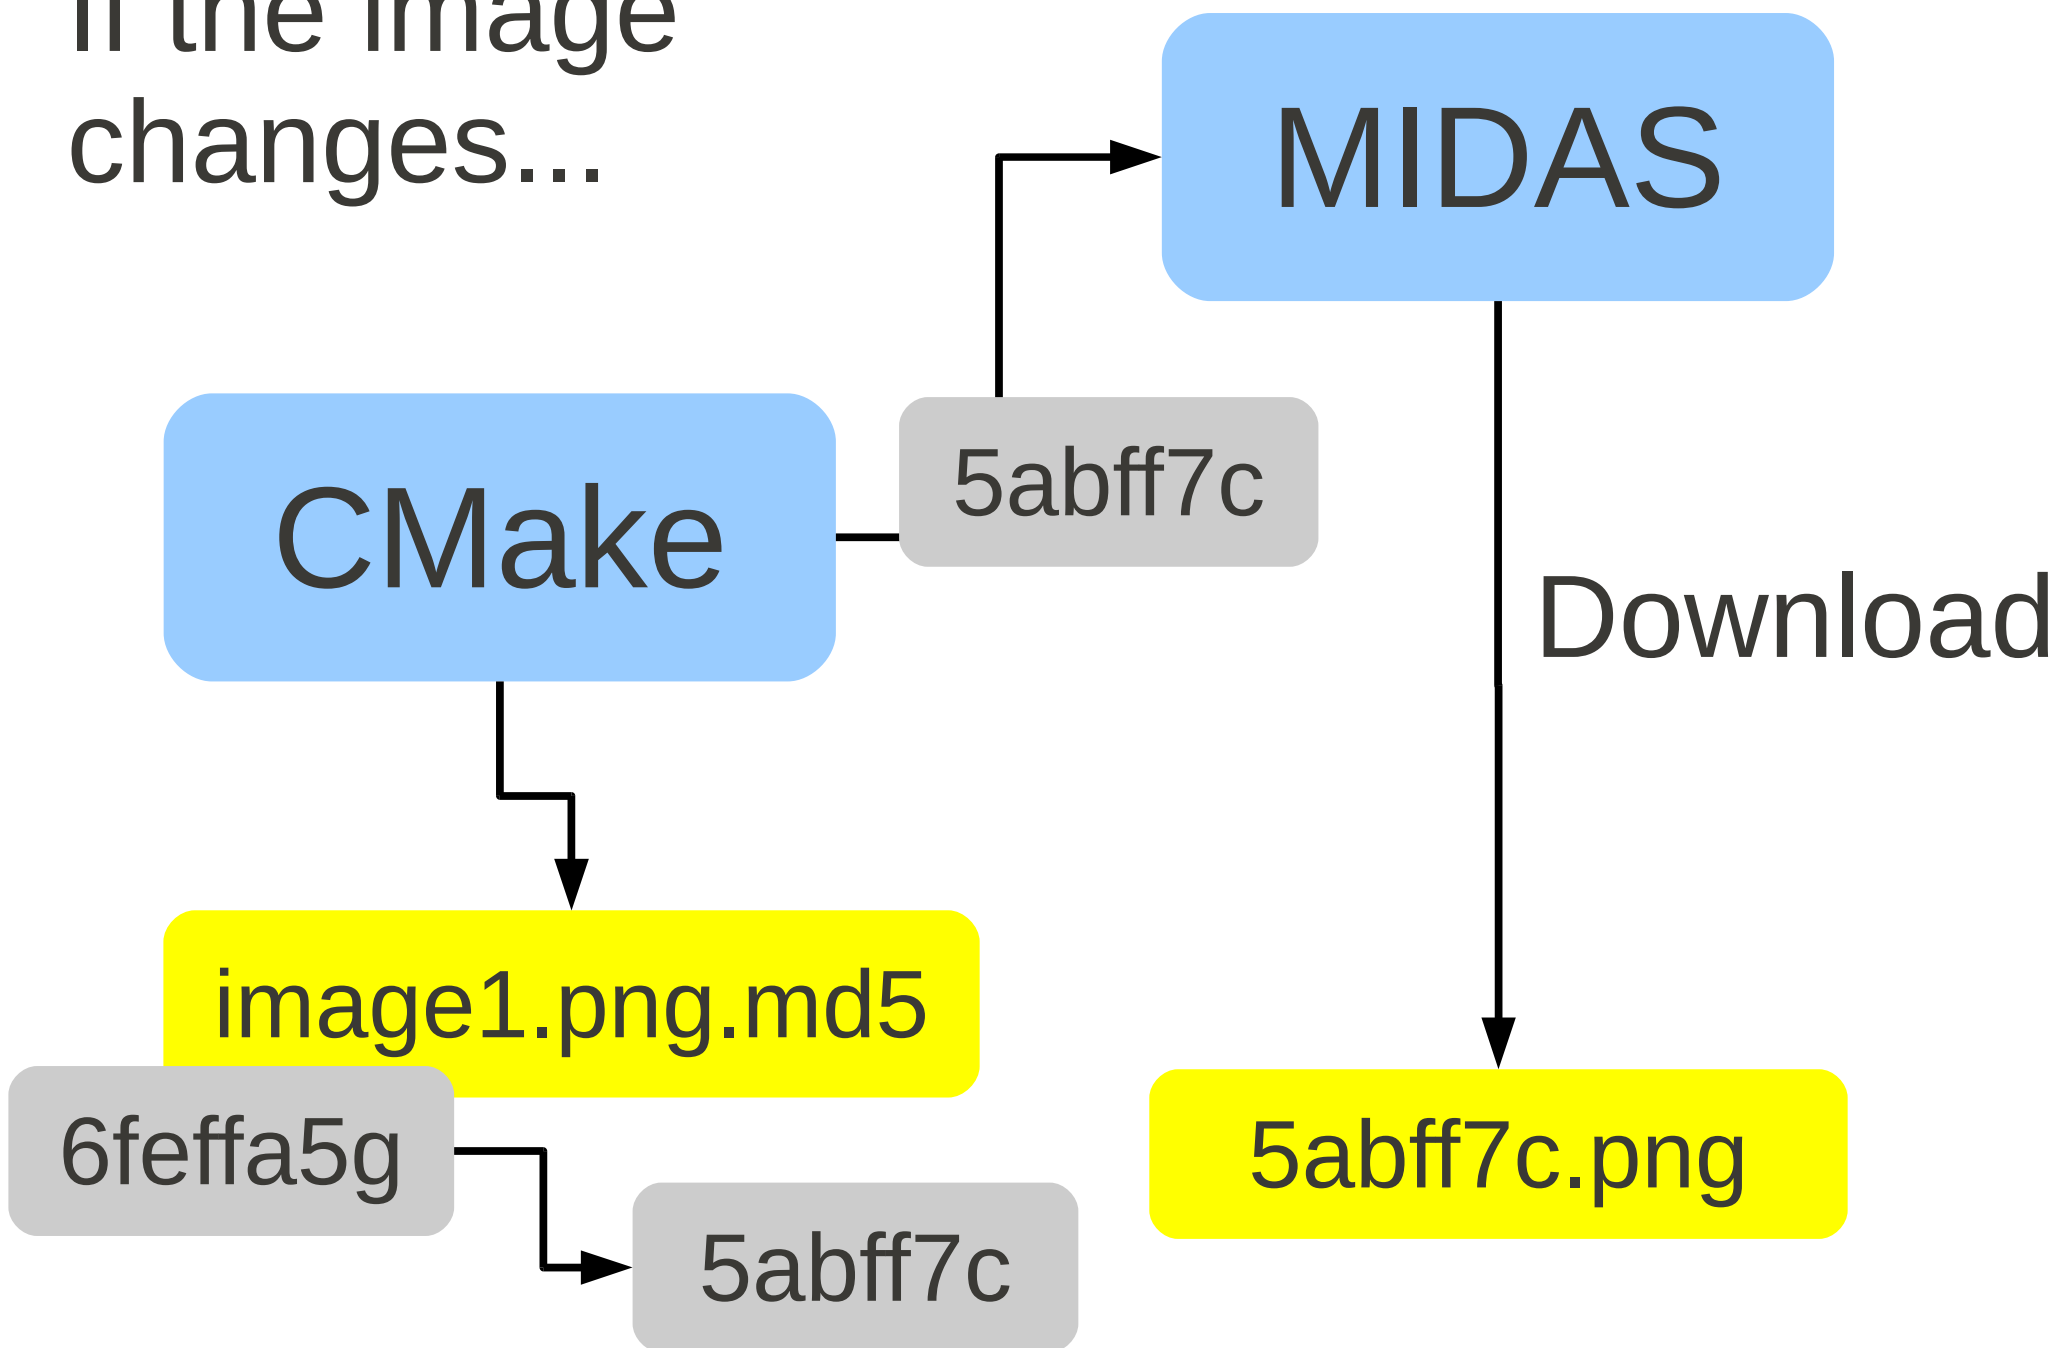 If the image
changes...
MIDAS
CMake
5abff7c
Download
image1.png.md5
6feffa5g
5abff7c.png
5abff7c